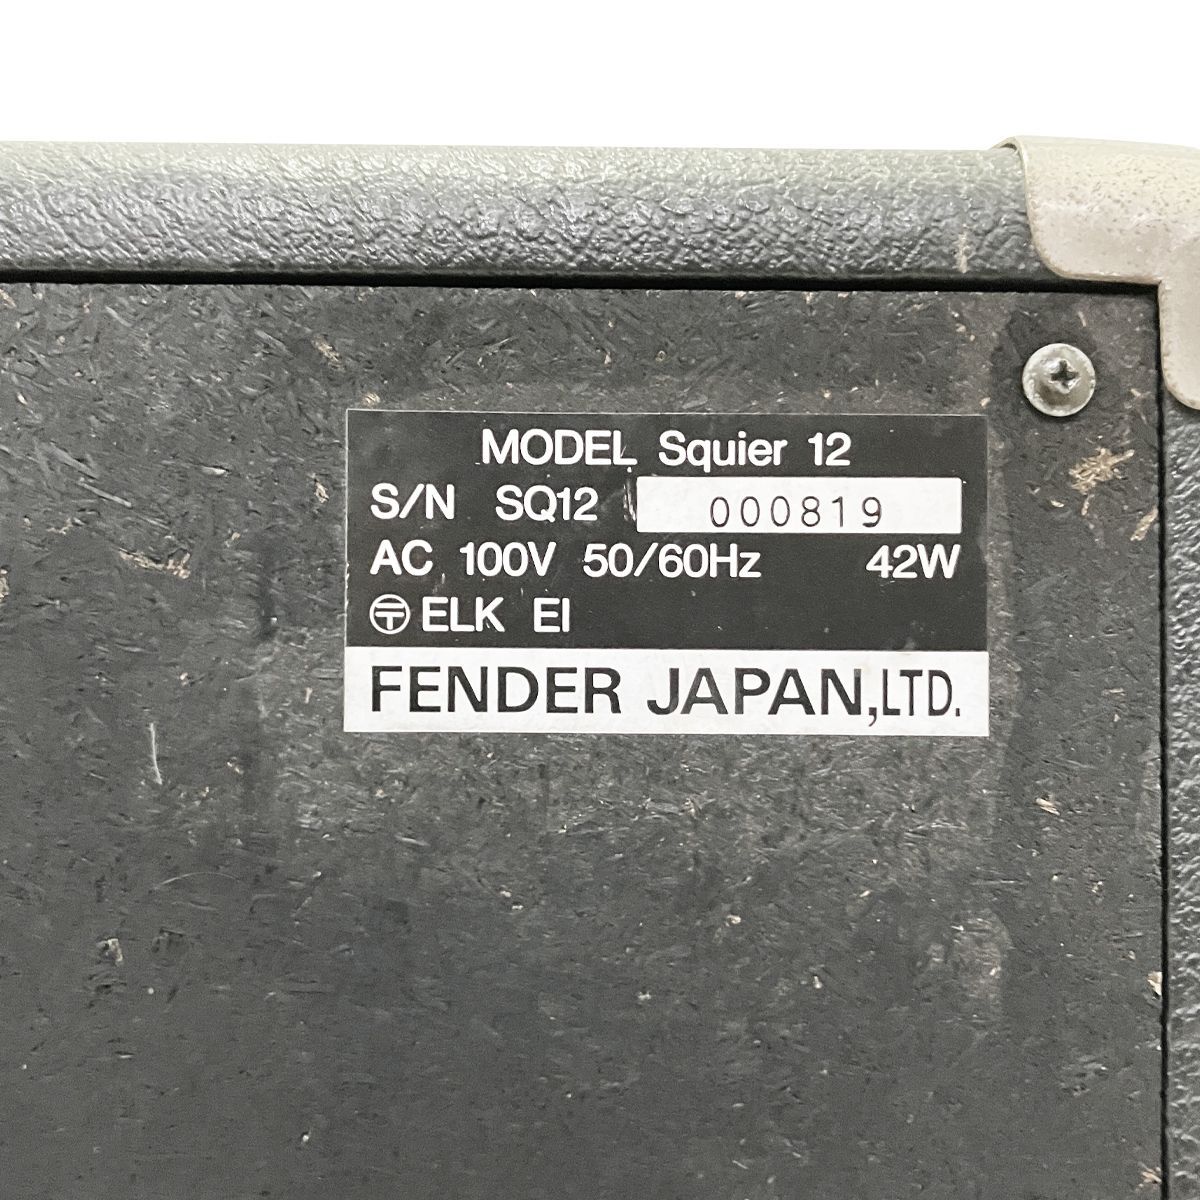 MODEL Squier 12
S/N SQ12 000819
AC 100V 50/60Hz 42W
〶 ELK EI
FENDER JAPAN,LTD.